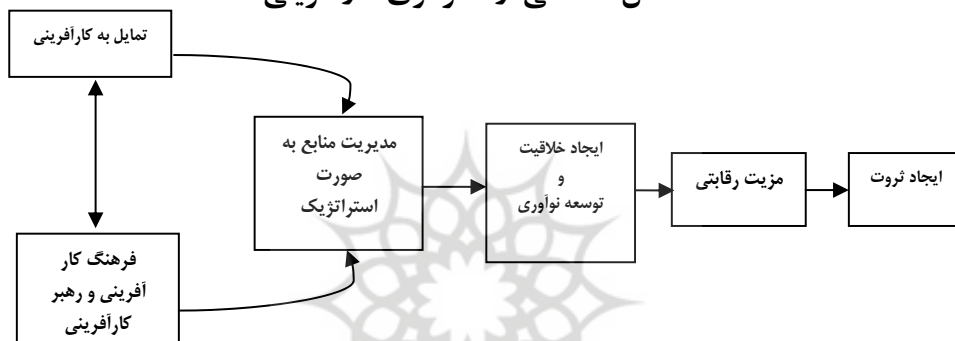 تمایل به کارآفرینی
مدیریت منابع به
صورت
استراتژیک
ایجاد خلاقیت
و
توسعه نوآوری
مزیت رقابتی
ایجاد ثروت
فرهنگ کار
آفرینی و رهبر
کارآفرینی